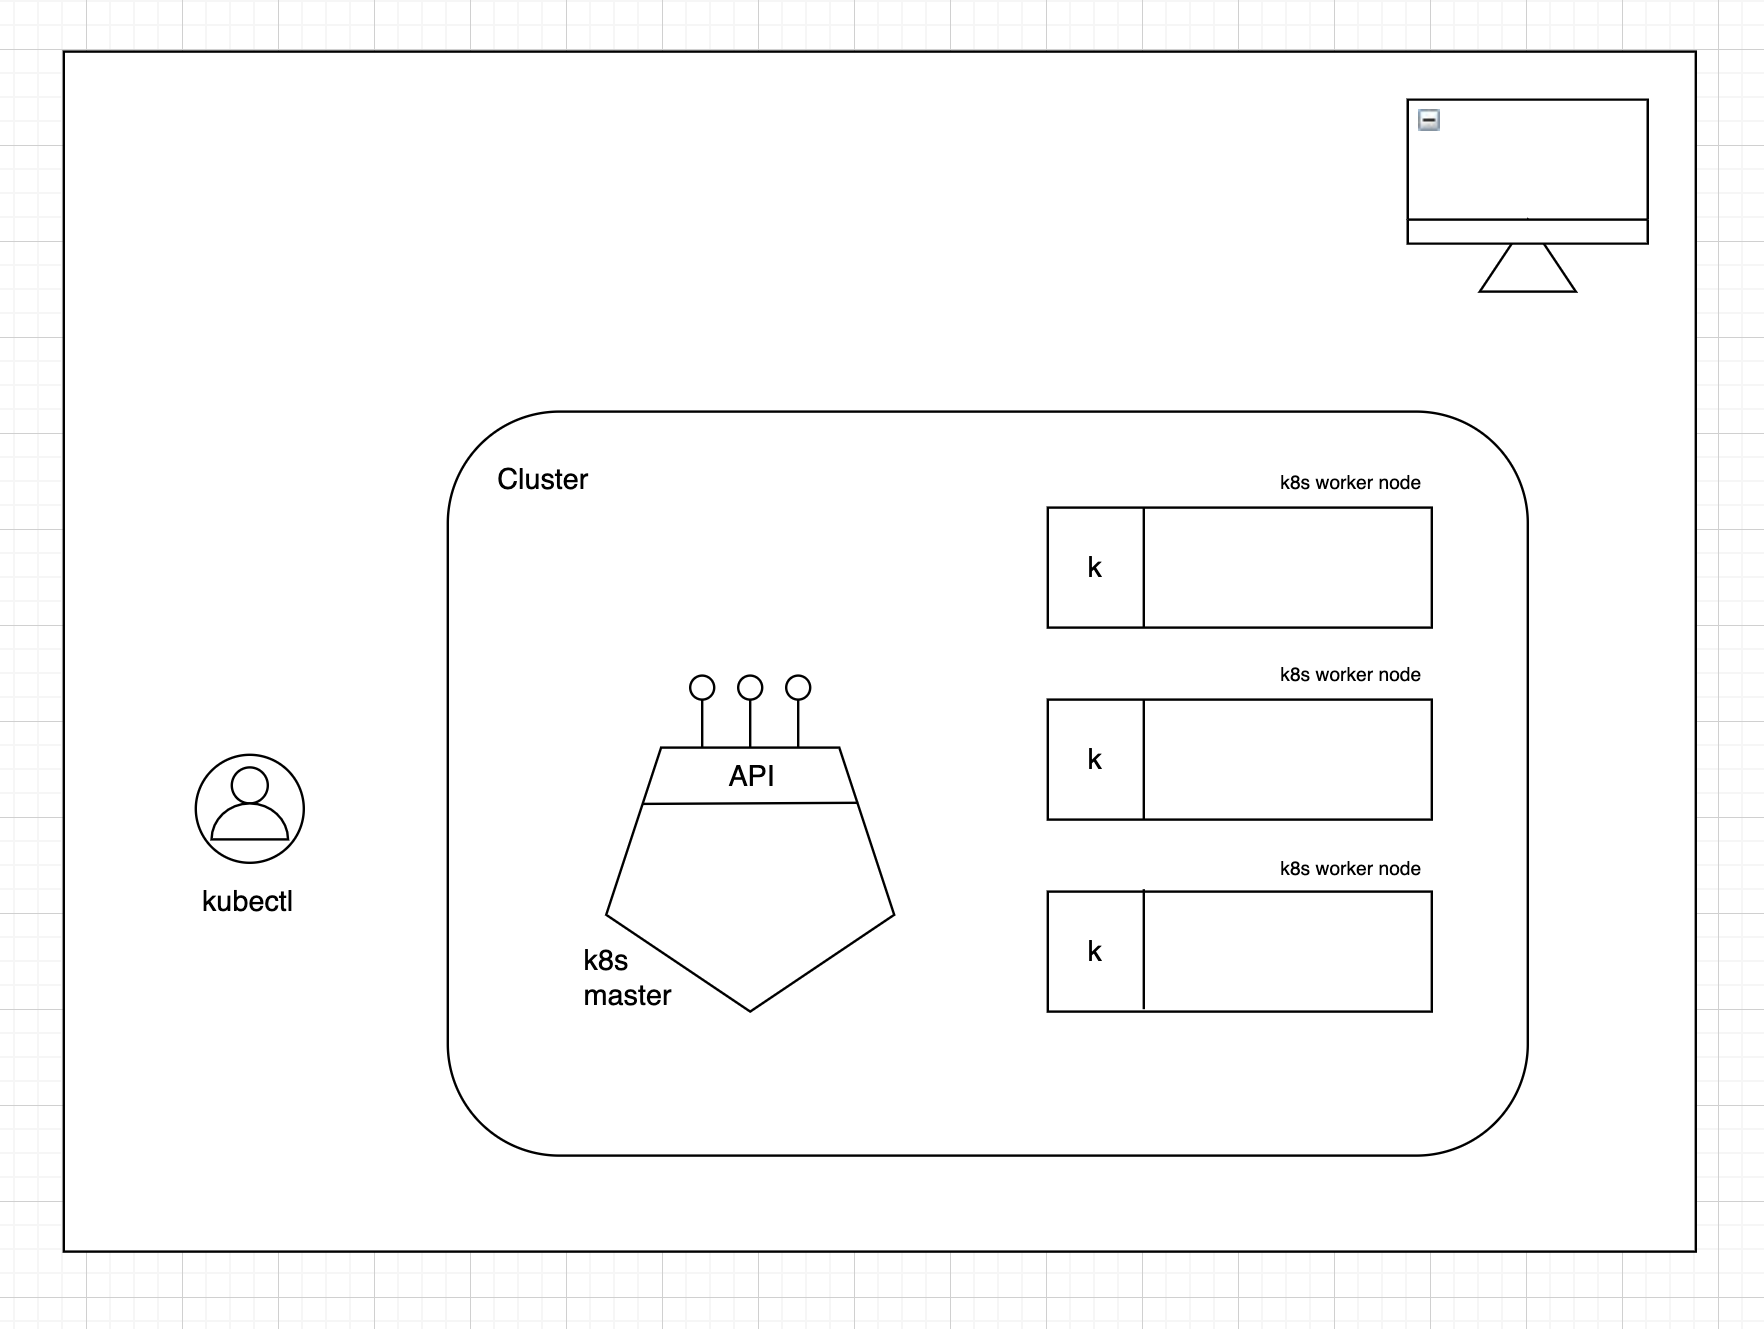 Cluster
k8s worker node
k
k8s worker node
k
API
k8s worker node
k
kubectl
k8s
master